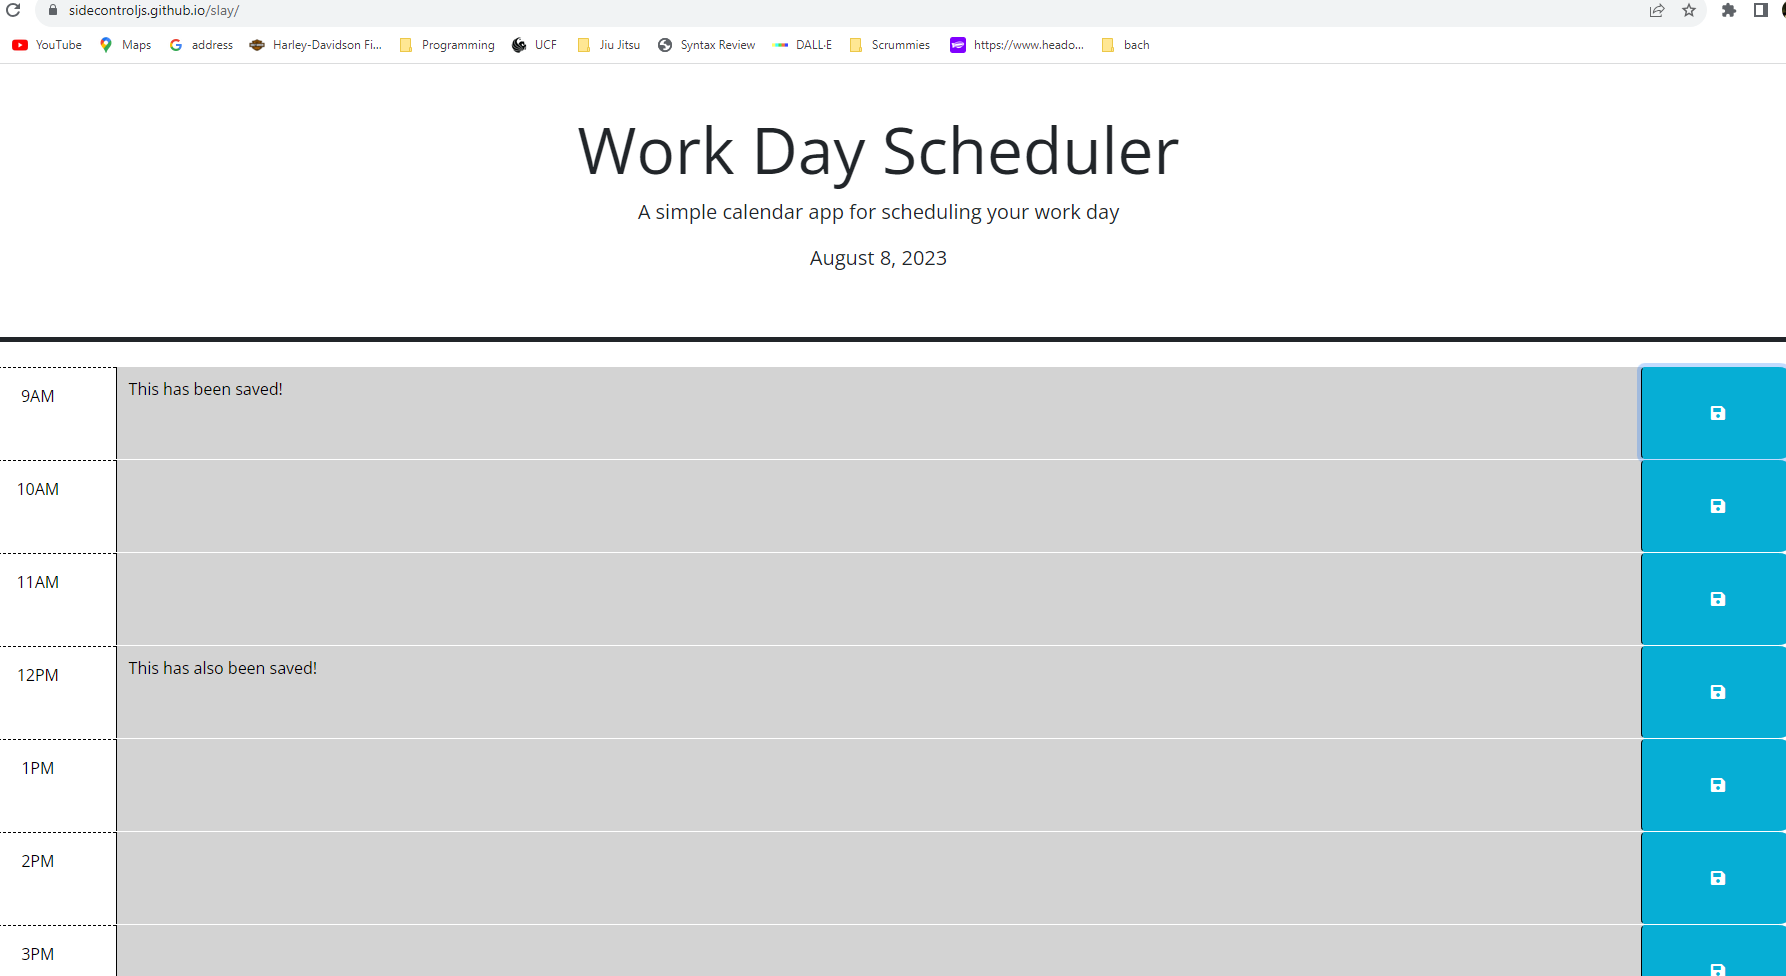 sidecontroljs.github.io/slay/
YouTube Maps address Harley-Davidson Fi... Programming UCF Jiu Jitsu Syntax Review DALL·E Scrummies https://www.heado... bach
Work Day Scheduler
A simple calendar app for scheduling your work day
August 8, 2023
9AM This has been saved!
10AM
11AM
12PM This has also been saved!
1PM
2PM
3PM